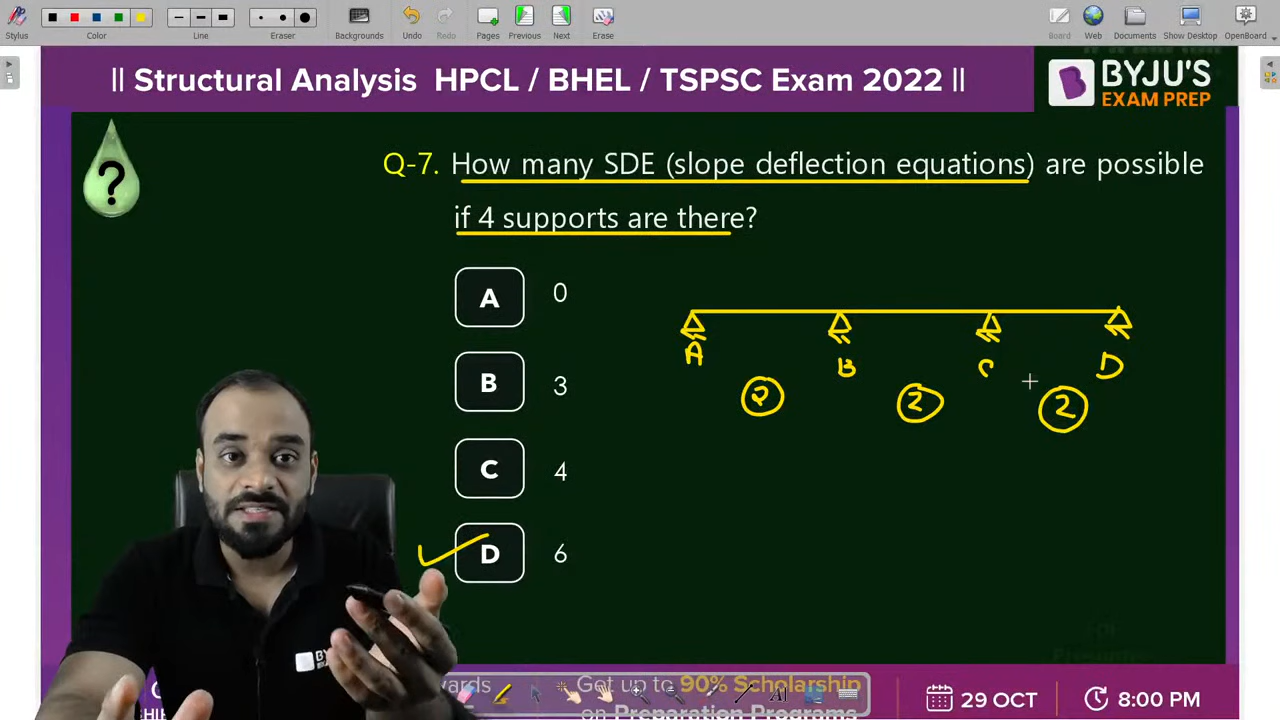 Stylus
Color
Line
Eraser
Backgrounds
Undo
Redo
Pages
Previous
Next
Erase
Board
Web
Documents
Show Desktop
OpenBoard
|| Structural Analysis HPCL / BHEL / TSPSC Exam 2022 ||
BYJU'S
EXAM PREP
?
Q-7. How many SDE (slope deflection equations) are possible
if 4 supports are there?
A 0
B 3
C 4
D 6
A B C D
2 2 2
BYJU'S
Get up to 90% Scholarship
on Preparation Programs
29 OCT
8:00 PM